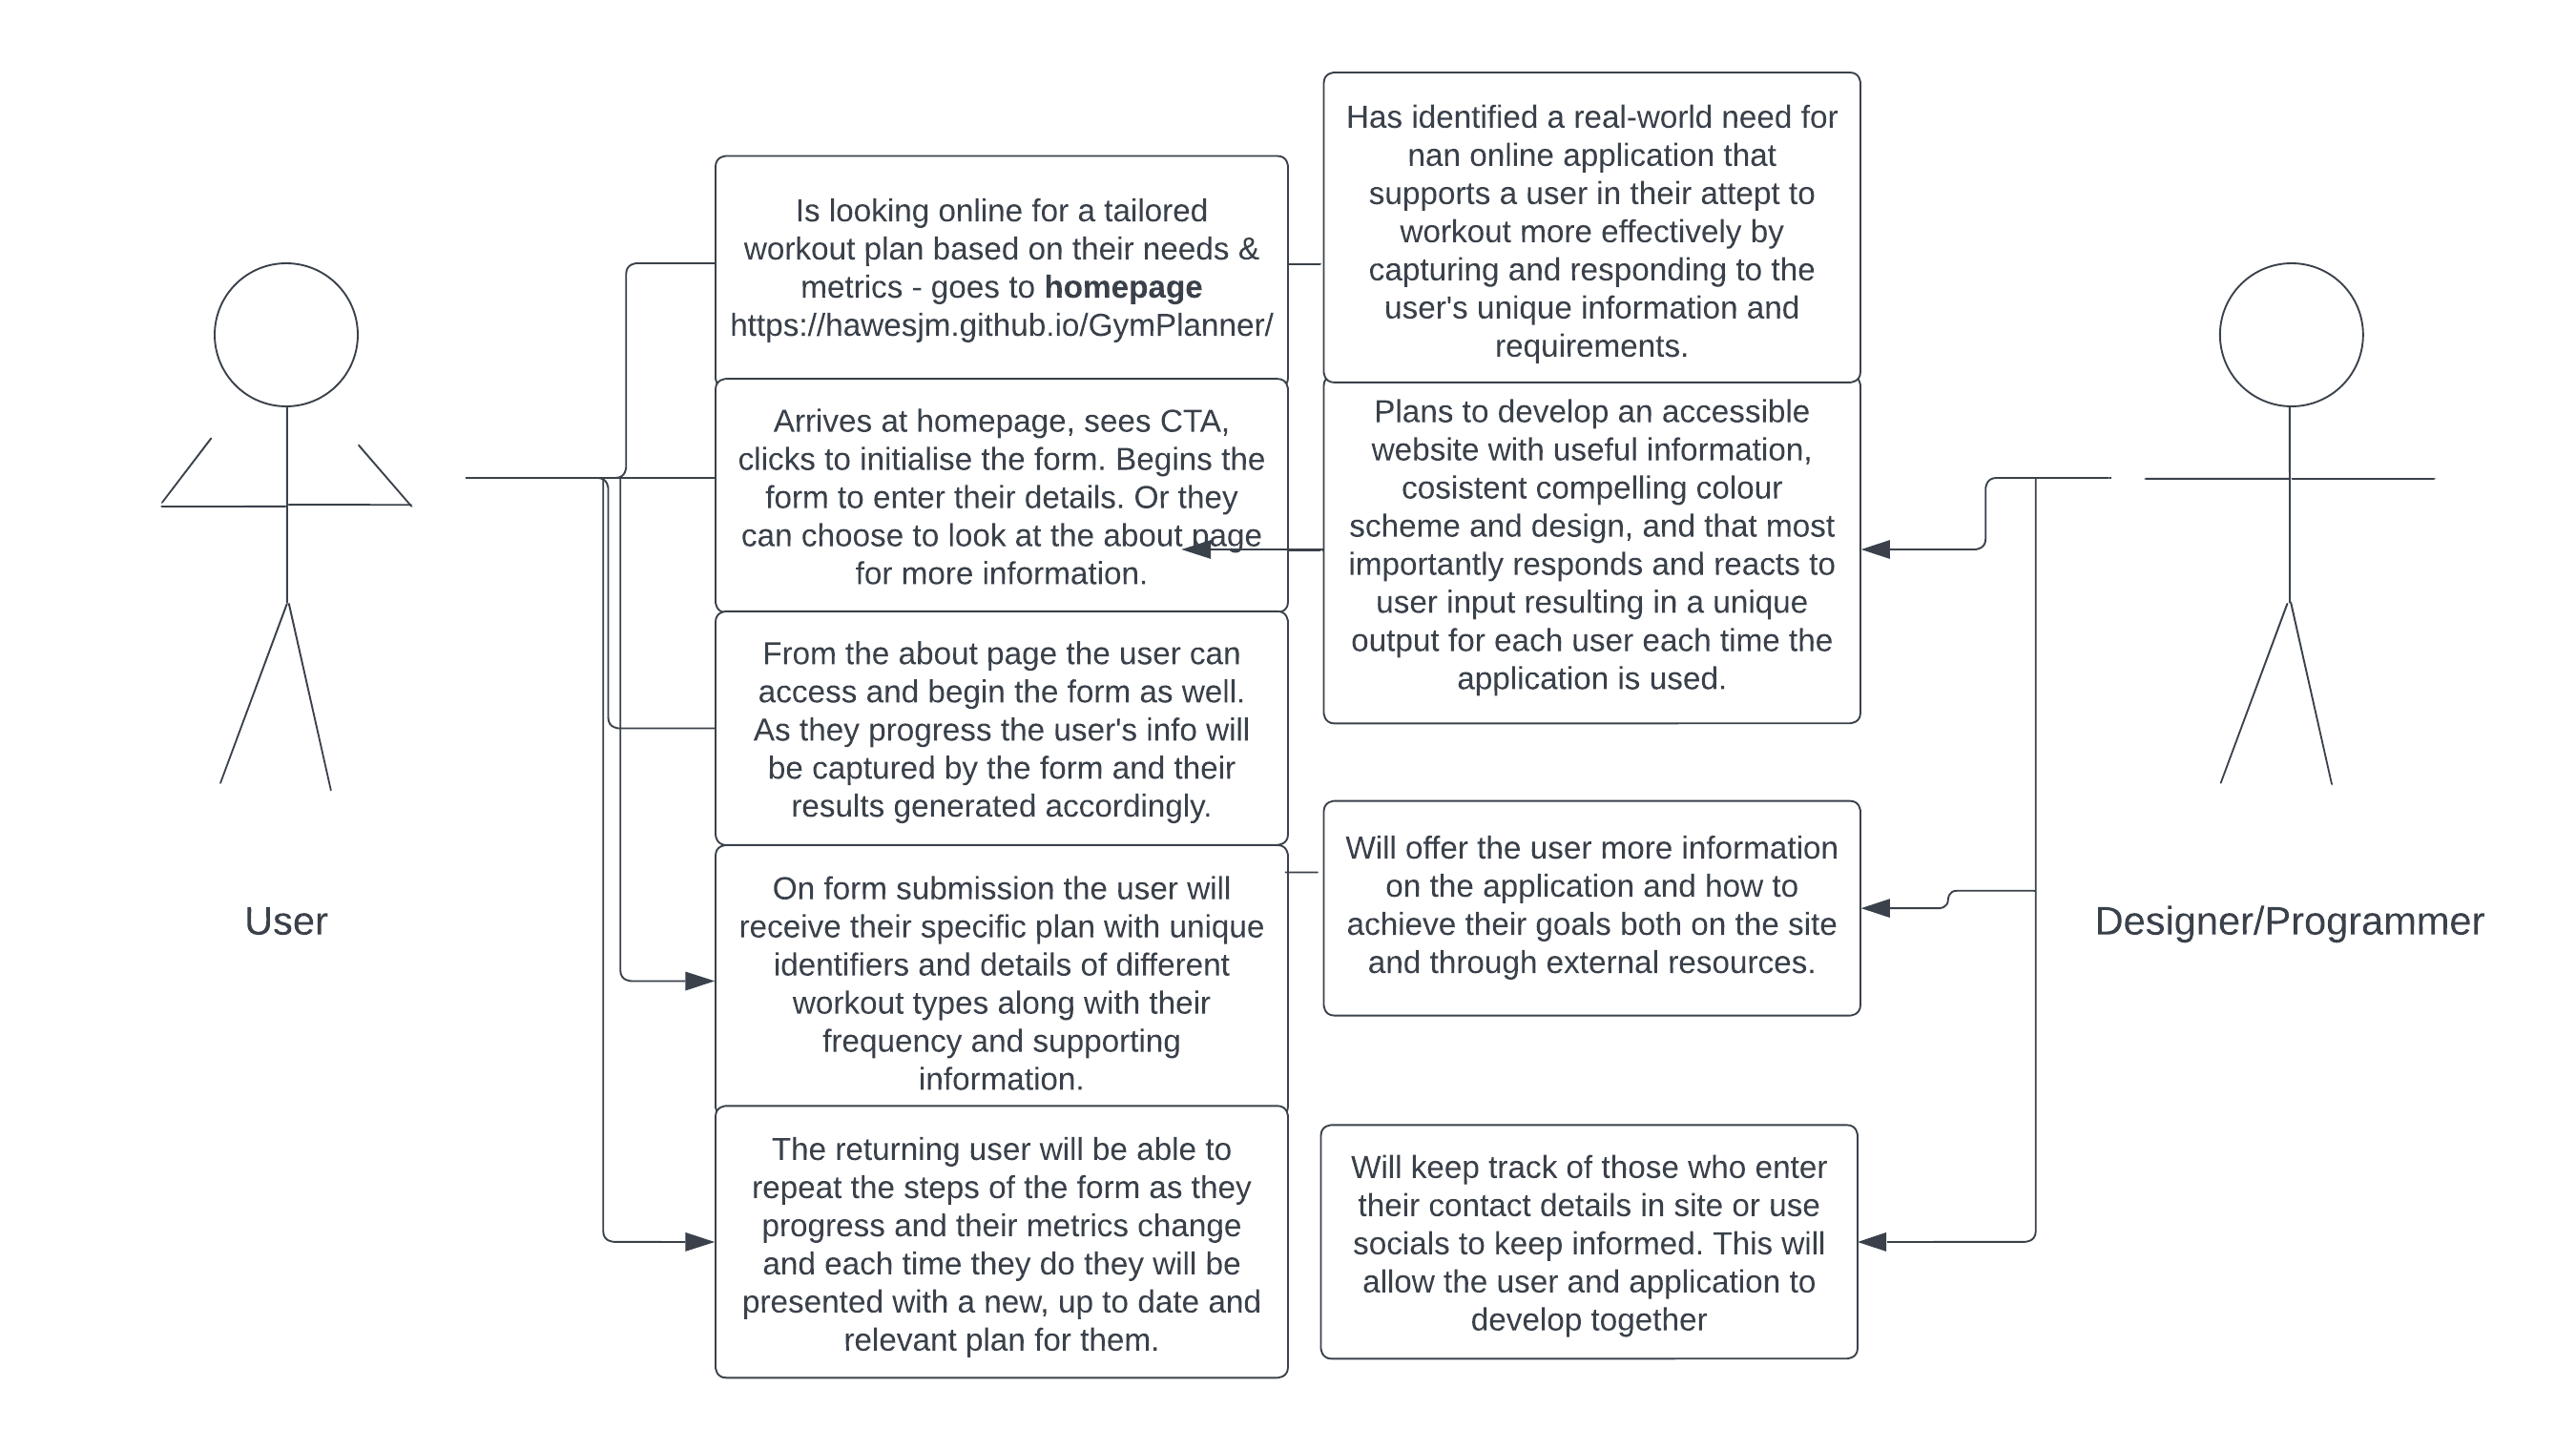 Is looking online for a tailored
workout plan based on their needs &
metrics - goes to homepage
https://hawesjm.github.io/GymPlanner/
Arrives at homepage, sees CTA,
clicks to initialise the form. Begins the
form to enter their details. Or they
can choose to look at the about page
for more information.
From the about page the user can
access and begin the form as well.
As they progress the user's info will
be captured by the form and their
results generated accordingly.
On form submission the user will
receive their specific plan with unique
identifiers and details of different
workout types along with their
frequency and supporting
information.
The returning user will be able to
repeat the steps of the form as they
progress and their metrics change
and each time they do they will be
presented with a new, up to date and
relevant plan for them.
Has identified a real-world need for
nan online application that
supports a user in their attept to
workout more effectively by
capturing and responding to the
user's unique information and
requirements.
Plans to develop an accessible
website with useful information,
cosistent compelling colour
scheme and design, and that most
importantly responds and reacts to
user input resulting in a unique
output for each user each time the
application is used.
Will offer the user more information
on the application and how to
achieve their goals both on the site
and through external resources.
Will keep track of those who enter
their contact details in site or use
socials to keep informed. This will
allow the user and application to
develop together
User
Designer/Programmer